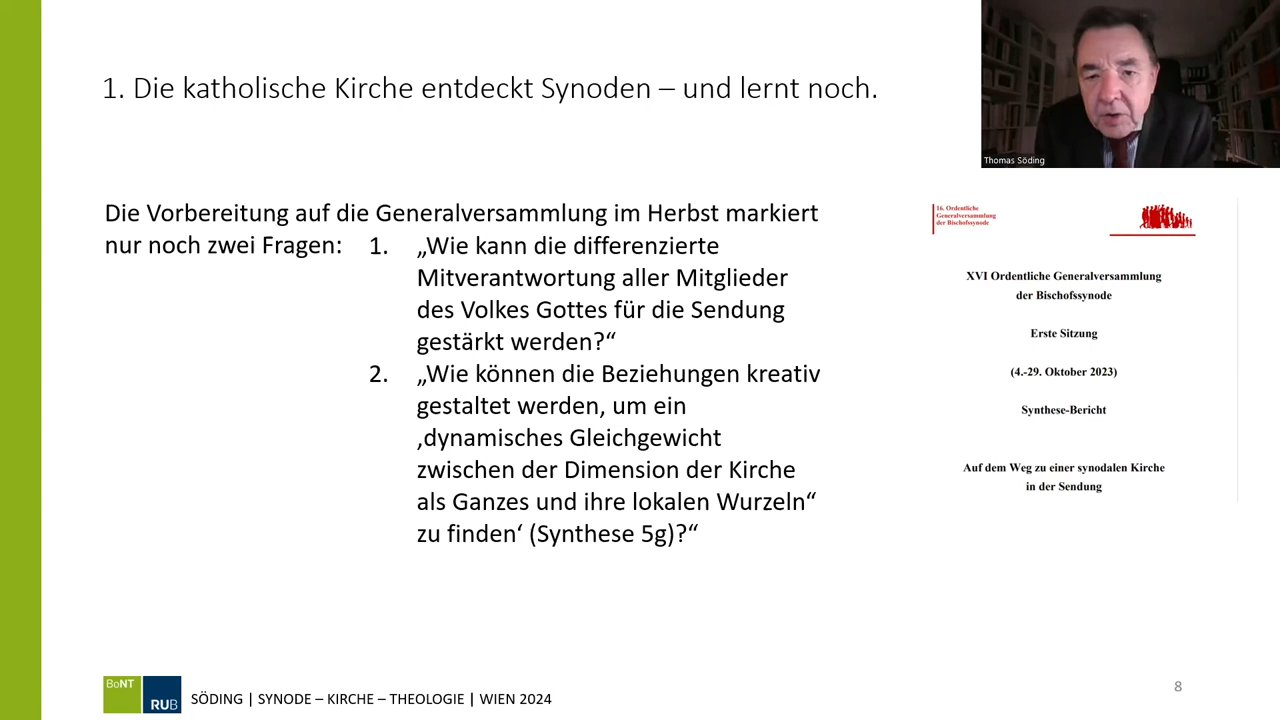 1. Die katholische Kirche entdeckt Synoden – und lernt noch.
Thomas Söding
Die Vorbereitung auf die Generalversammlung im Herbst markiert
nur noch zwei Fragen:
1. „Wie kann die differenzierte
Mitverantwortung aller Mitglieder
des Volkes Gottes für die Sendung
gestärkt werden?“
2. „Wie können die Beziehungen kreativ
gestaltet werden, um ein
‚dynamisches Gleichgewicht
zwischen der Dimension der Kirche
als Ganzes und ihre lokalen Wurzeln“
zu finden‘ (Synthese 5g)?“
16. Ordentliche
Generalversammlung
der Bischofssynode
XVI Ordentliche Generalversammlung
der Bischofssynode
Erste Sitzung
(4.-29. Oktober 2023)
Synthese-Bericht
Auf dem Weg zu einer synodalen Kirche
in der Sendung
BoNT
RUB
SÖDING | SYNODE – KIRCHE – THEOLOGIE | WIEN 2024
8